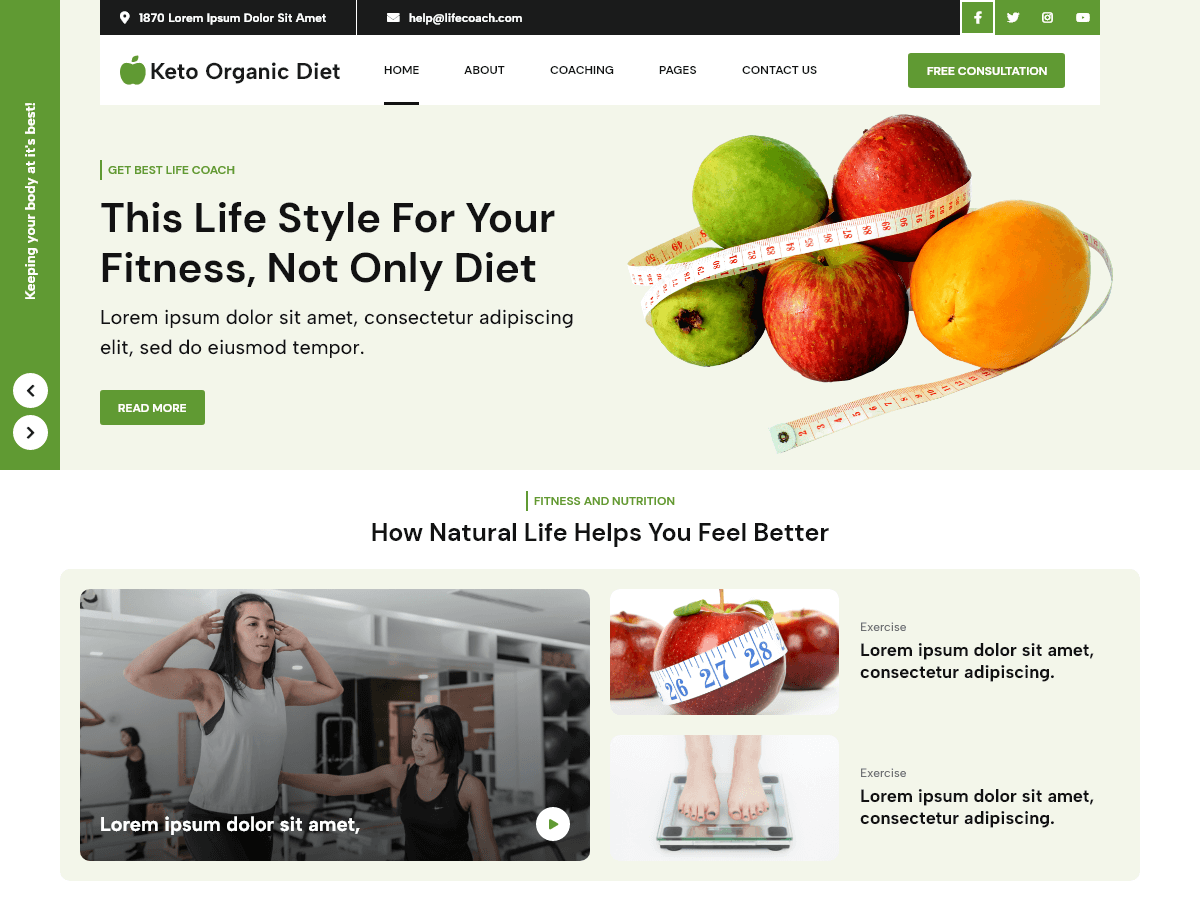 1870 Lorem Ipsum Dolor Sit Amet
help@lifecoach.com
Keto Organic Diet
HOME
ABOUT
COACHING
PAGES
CONTACT US
FREE CONSULTATION
Keeping your body at it's best!
GET BEST LIFE COACH
This Life Style For Your
Fitness, Not Only Diet
Lorem ipsum dolor sit amet, consectetur adipiscing
elit, sed do eiusmod tempor.
READ MORE
FITNESS AND NUTRITION
How Natural Life Helps You Feel Better
Lorem ipsum dolor sit amet,
26 27 28
Exercise
Lorem ipsum dolor sit amet,
consectetur adipiscing.
Exercise
Lorem ipsum dolor sit amet,
consectetur adipiscing.